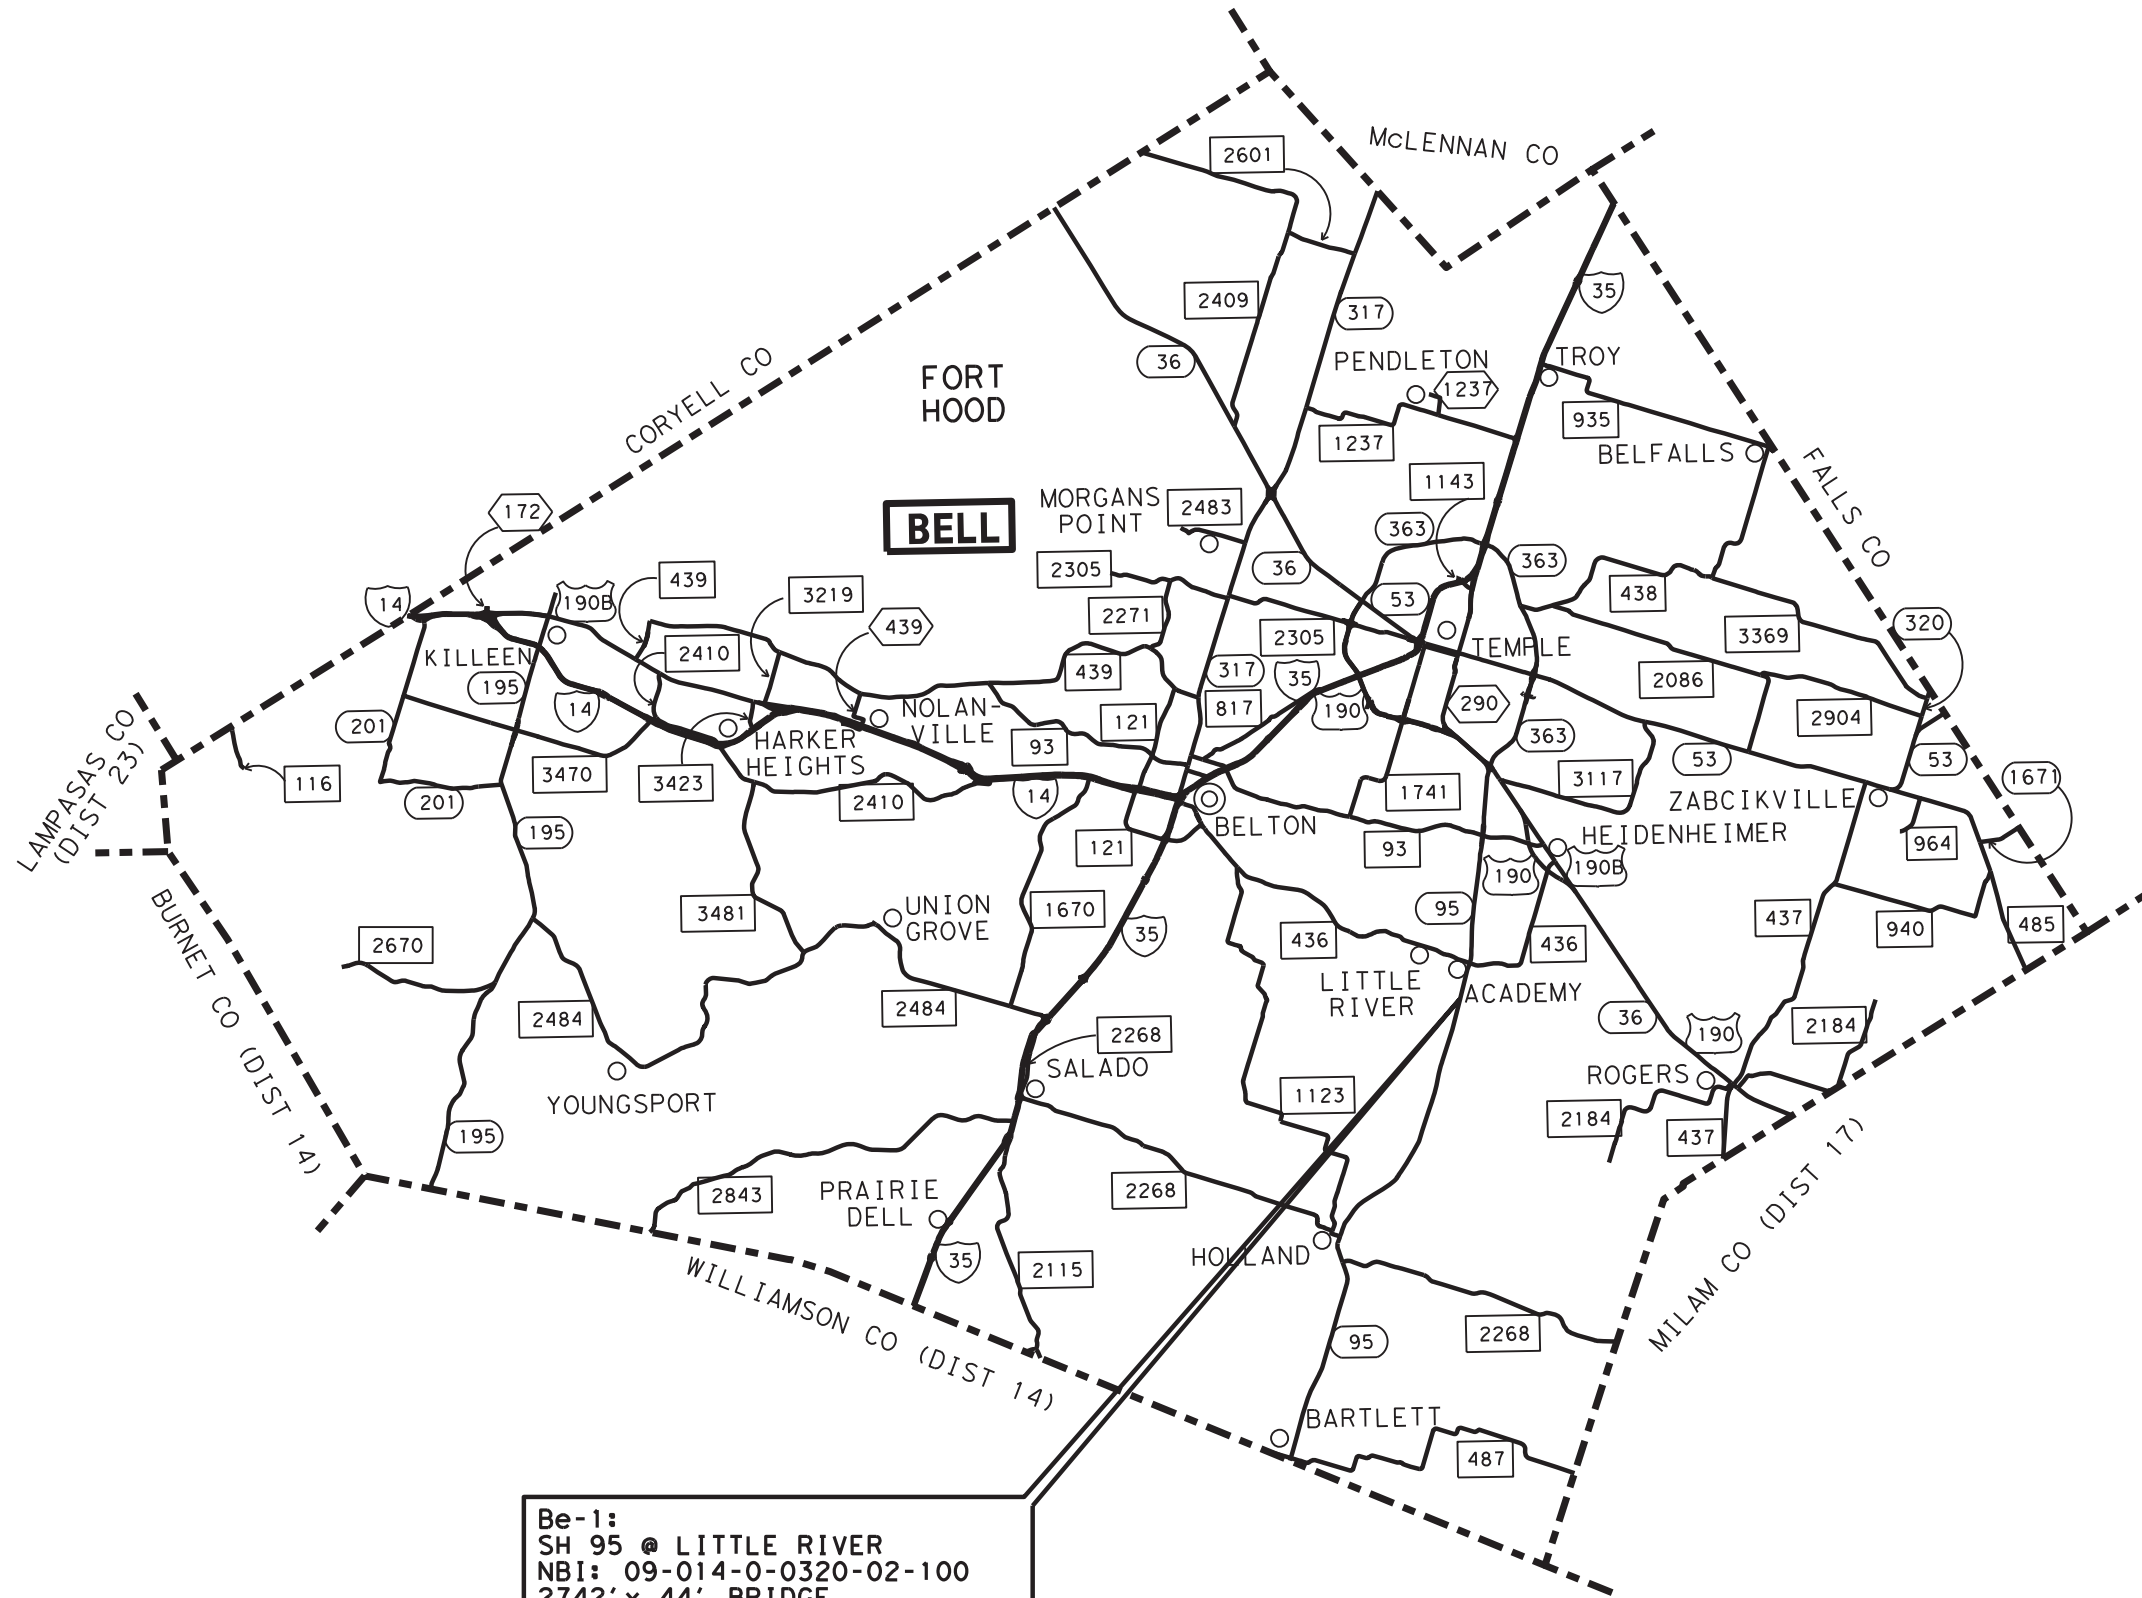 McLENNAN CO
2601
35
2409
317
36
PENDLETON
TROY
1237
CORYELL CO
FORT
HOOD
935
1237
BELFALLS
FALLS CO
1143
MORGANS
POINT
2483
172
BELL
363
363
2305
36
439
3219
14
190B
53
438
2271
439
2305
3369
320
KILLEEN
2410
TEMPLE
439
317
35
2086
195
14
190
290
817
NOLAN-
VILLE
121
2904
201
HARKER
HEIGHTS
93
363
53
53
LAMPASAS CO
(DIST 23)
116
3470
3423
3117
1671
201
2410
14
1741
ZABCIKVILLE
195
BELTON
HEIDENHEIMER
121
93
964
190
190B
BURNET CO (DIST 14)
3481
UNION
GROVE
1670
95
437
2670
35
436
436
940
485
LITTLE
RIVER
ACADEMY
2484
2484
36
190
2184
2268
SALADO
ROGERS
YOUNGSPORT
1123
2184
437
195
2843
PRAIRIE
DELL
2268
MILAM CO (DIST 17)
35
2115
HOLLAND
WILLIAMSON CO (DIST 14)
95
2268
BARTLETT
487
Be-1:
SH 95 @ LITTLE RIVER
NBI: 09-014-0-0320-02-100
2742'x 44' BRIDGE